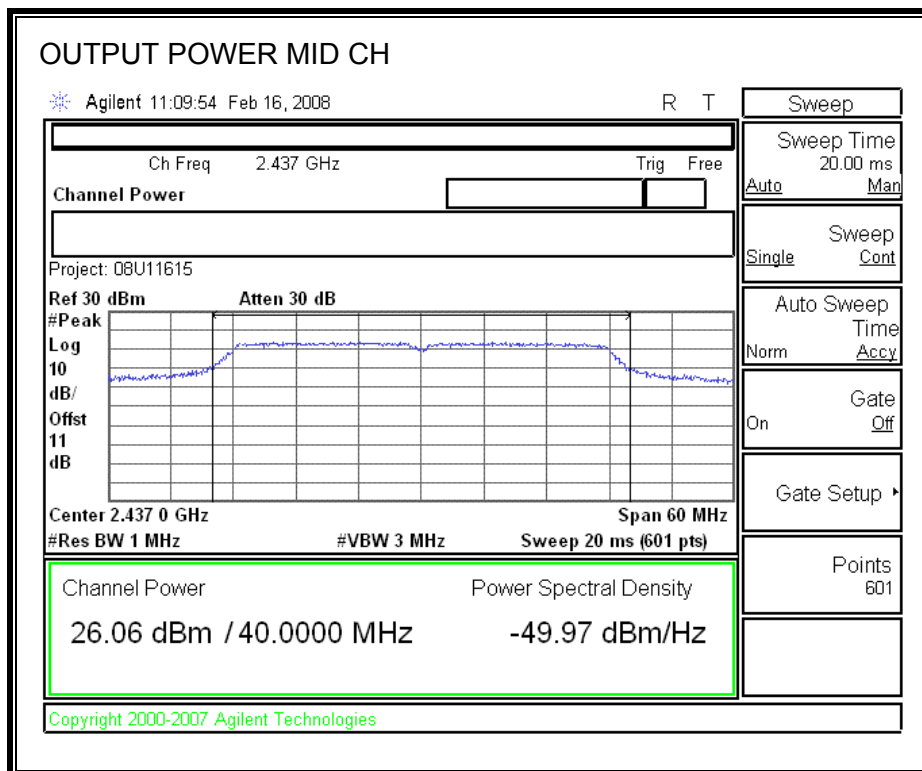 OUTPUT POWER MID CH
Agilent 11:09:54 Feb 16, 2008 R T
Ch Freq 2.437 GHz Trig Free
Channel Power
Project: 08U11615
Ref 30 dBm Atten 30 dB
#Peak
Log
10
dB/
Offst
11
dB
Center 2.437 0 GHz Span 60 MHz
#Res BW 1 MHz #VBW 3 MHz Sweep 20 ms (601 pts)
Channel Power Power Spectral Density
26.06 dBm / 40.0000 MHz -49.97 dBm/Hz
Copyright 2000-2007 Agilent Technologies
Sweep
Sweep Time
20.00 ms
Auto Man
Sweep
Single Cont
Auto Sweep
Time
Norm Accy
Gate
On Off
Gate Setup
Points
601